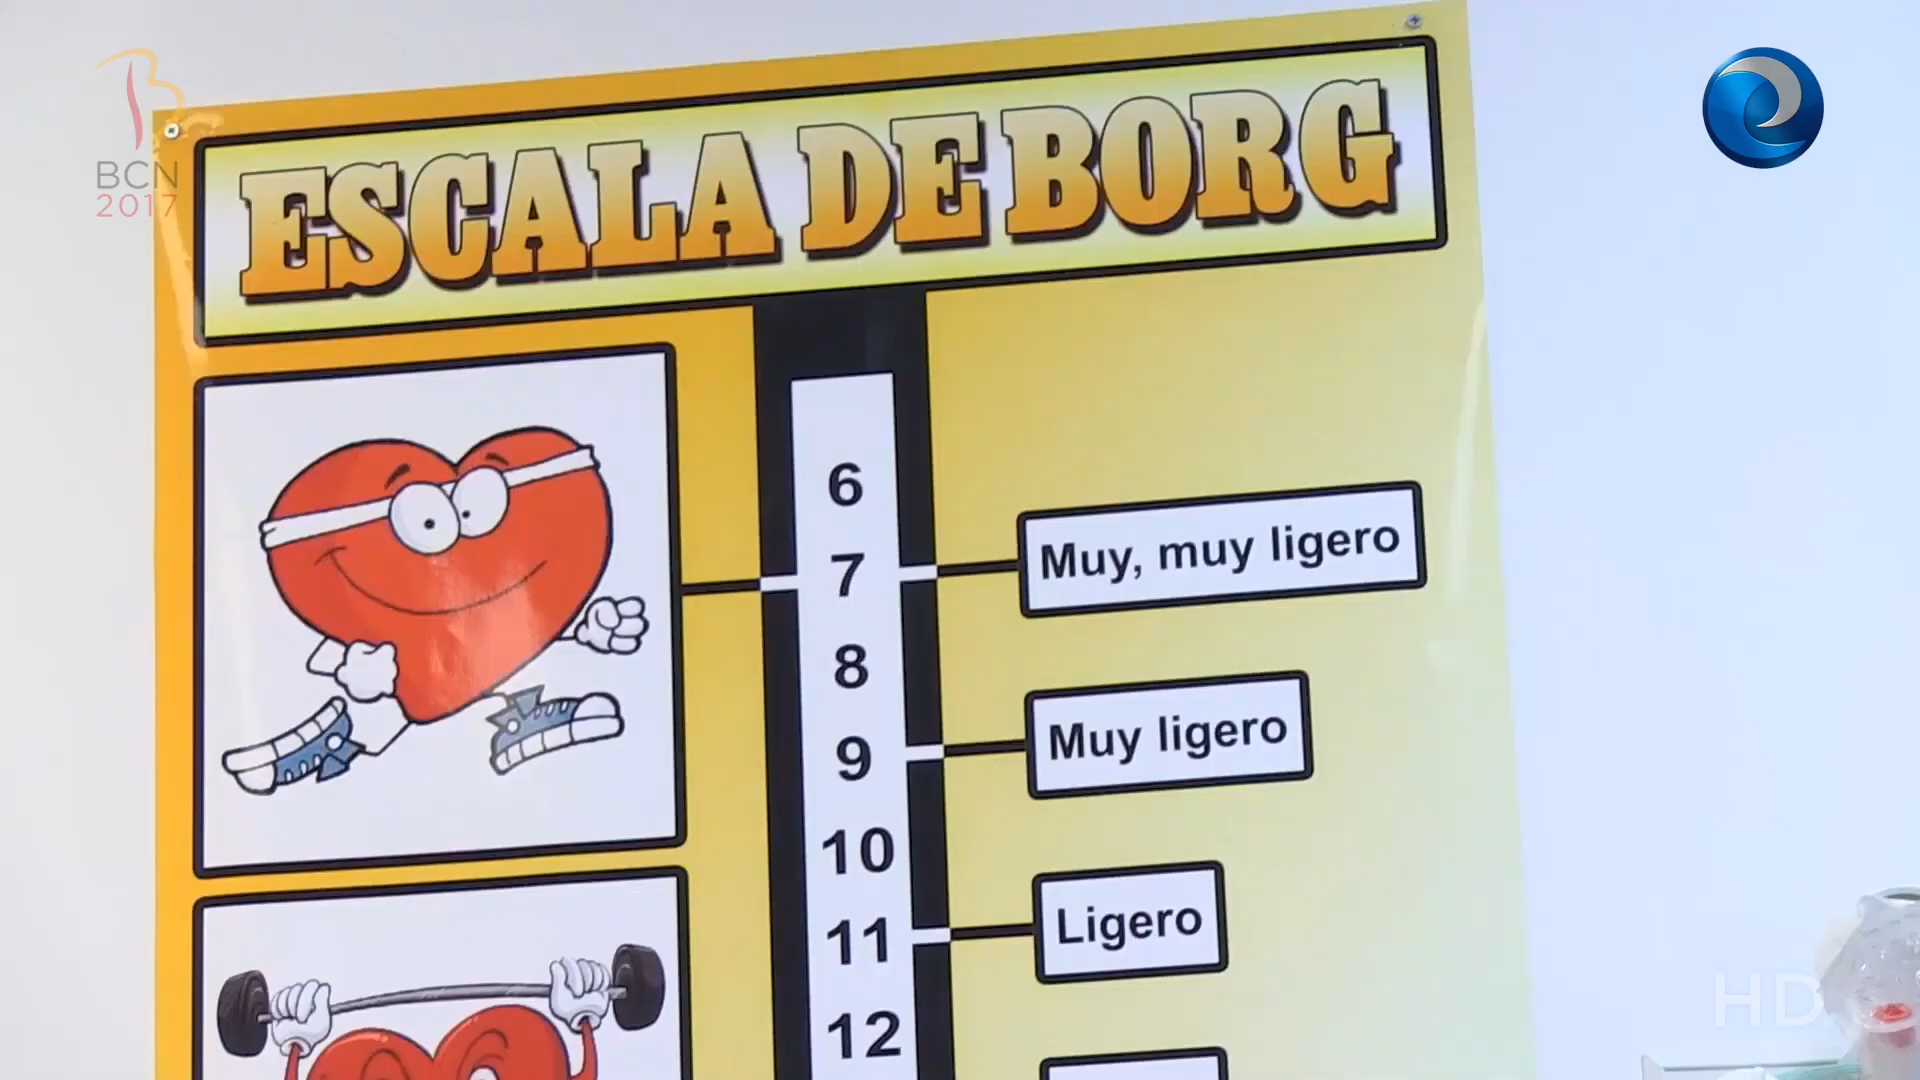 BCN
2017
ESCALA DE BORG
6
7
Muy, muy ligero
8
9
Muy ligero
10
11
Ligero
12
HD